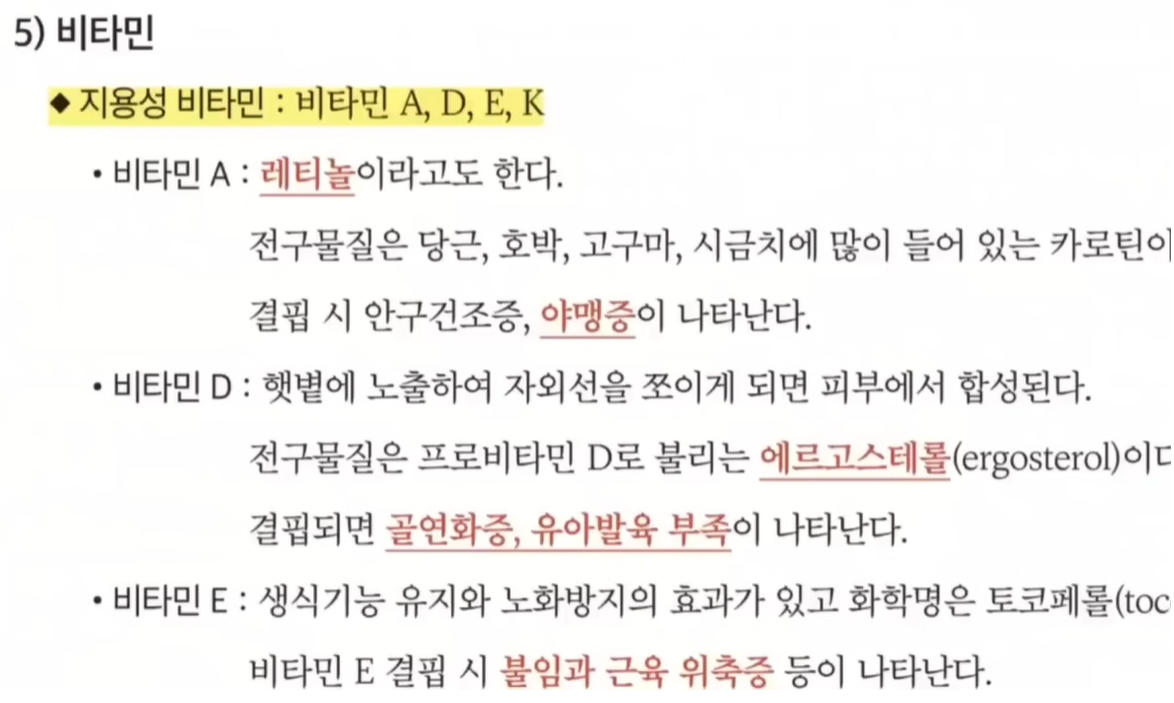 5) 비타민
◆ 지용성 비타민 : 비타민 A, D, E, K
• 비타민 A : 레티놀이라고도 한다.
전구물질은 당근, 호박, 고구마, 시금치에 많이 들어 있는 카로틴이
결핍 시 안구건조증, 야맹증이 나타난다.
• 비타민 D : 햇볕에 노출하여 자외선을 쪼이게 되면 피부에서 합성된다.
전구물질은 프로비타민 D로 불리는 에르고스테롤(ergosterol)이다
결핍되면 골연화증, 유아발육 부족이 나타난다.
• 비타민 E : 생식기능 유지와 노화방지의 효과가 있고 화학명은 토코페롤(toc
비타민 E 결핍 시 불임과 근육 위축증 등이 나타난다.